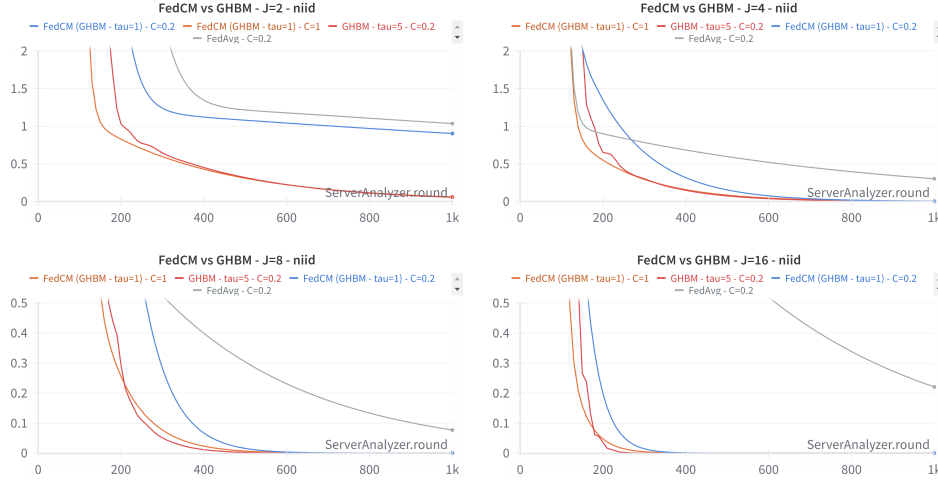 FedCM vs GHBM - J=2 - niid
FedCM (GHBM - tau=1) - C=0.2 FedCM (GHBM - tau=1) - C=1 GHBM - tau=5 - C=0.2
FedAvg - C=0.2
2
1.5
1
0.5
0
ServerAnalyzer.round
0 200 400 600 800 1k
FedCM vs GHBM - J=4 - niid
FedCM (GHBM - tau=1) - C=1 GHBM - tau=5 - C=0.2 FedCM (GHBM - tau=1) - C=0.2
FedAvg - C=0.2
2
1.5
1
0.5
0
ServerAnalyzer.round
0 200 400 600 800 1k
FedCM vs GHBM - J=8 - niid
FedCM (GHBM - tau=1) - C=1 GHBM - tau=5 - C=0.2 FedCM (GHBM - tau=1) - C=0.2
FedAvg - C=0.2
0.5
0.4
0.3
0.2
0.1
0
ServerAnalyzer.round
0 200 400 600 800 1k
FedCM vs GHBM - J=16 - niid
FedCM (GHBM - tau=1) - C=1 GHBM - tau=5 - C=0.2 FedCM (GHBM - tau=1) - C=0.2
FedAvg - C=0.2
0.5
0.4
0.3
0.2
0.1
0
ServerAnalyzer.round
0 200 400 600 800 1k